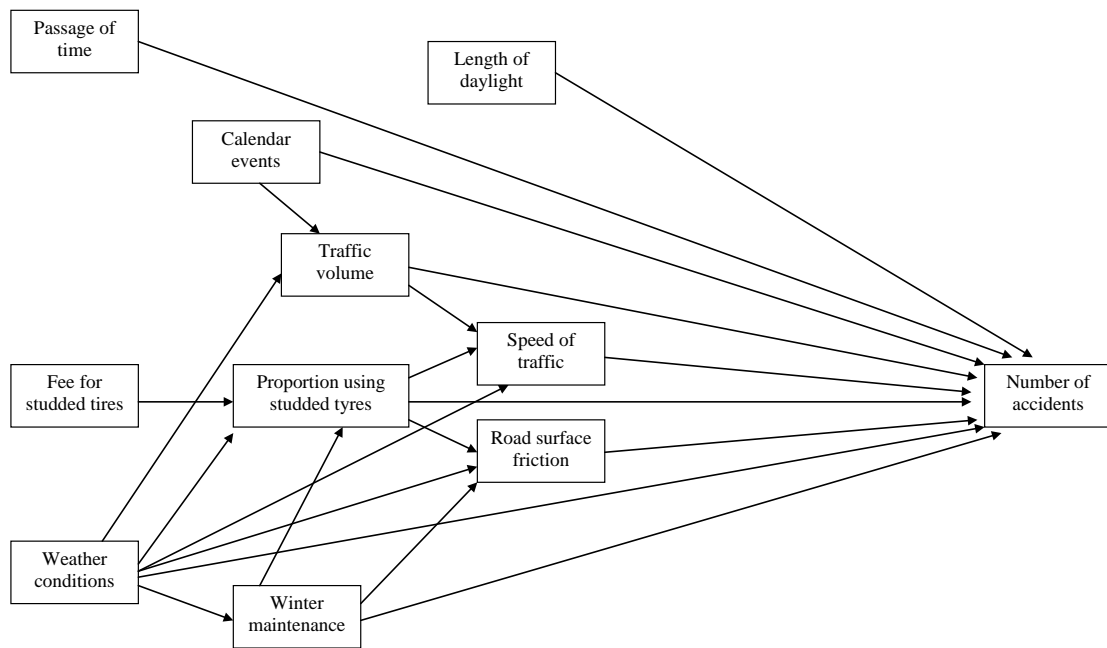 Passage of
time
Length of
daylight
Calendar
events
Traffic
volume
Speed of
traffic
Fee for
studded tires
Proportion using
studded tyres
Number of
accidents
Road surface
friction
Weather
conditions
Winter
maintenance